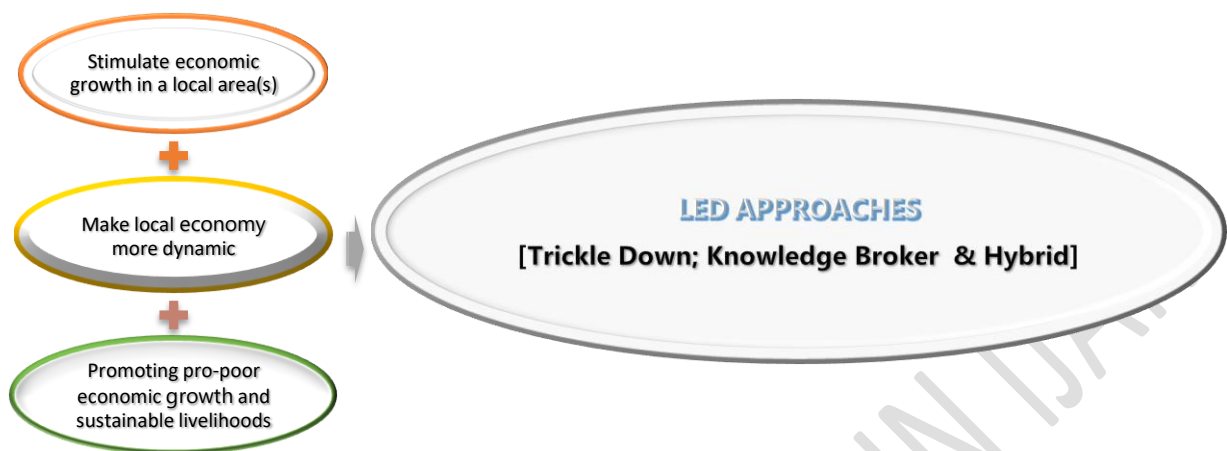 Stimulate economic
growth in a local area(s)
Make local economy
more dynamic
Promoting pro-poor
economic growth and
sustainable livelihoods
LED APPROACHES
[Trickle Down; Knowledge Broker & Hybrid]
IN